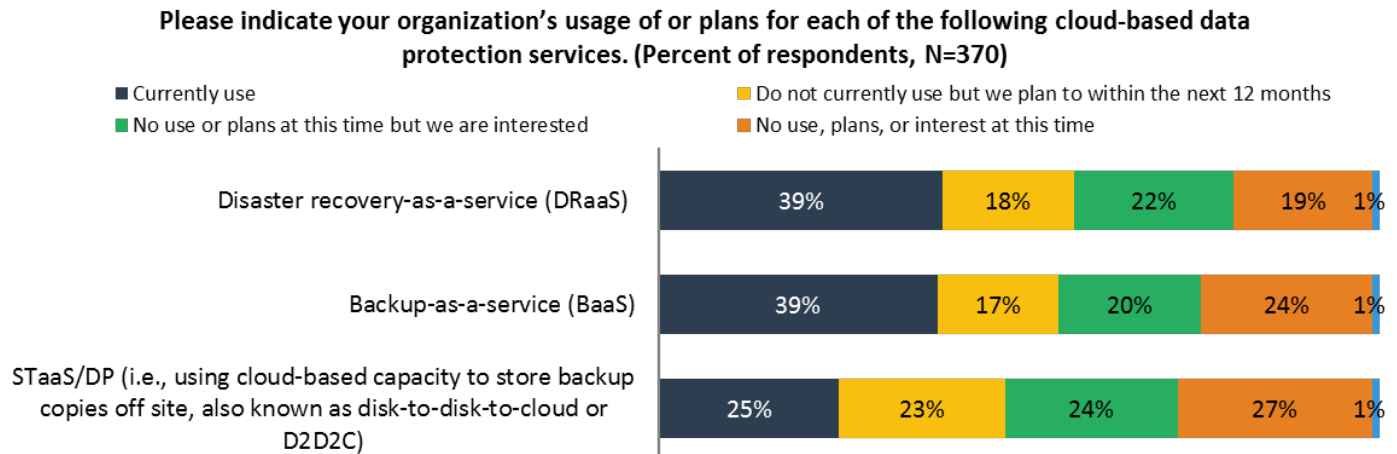 Please indicate your organization’s usage of or plans for each of the following cloud-based data
protection services. (Percent of respondents, N=370)
Currently use
Do not currently use but we plan to within the next 12 months
No use or plans at this time but we are interested
No use, plans, or interest at this time
Disaster recovery-as-a-service (DRaaS)
39% 18% 22% 19% 1%
Backup-as-a-service (BaaS)
39% 17% 20% 24% 1%
STaaS/DP (i.e., using cloud-based capacity to store backup
copies off site, also known as disk-to-disk-to-cloud or
D2D2C)
25% 23% 24% 27% 1%